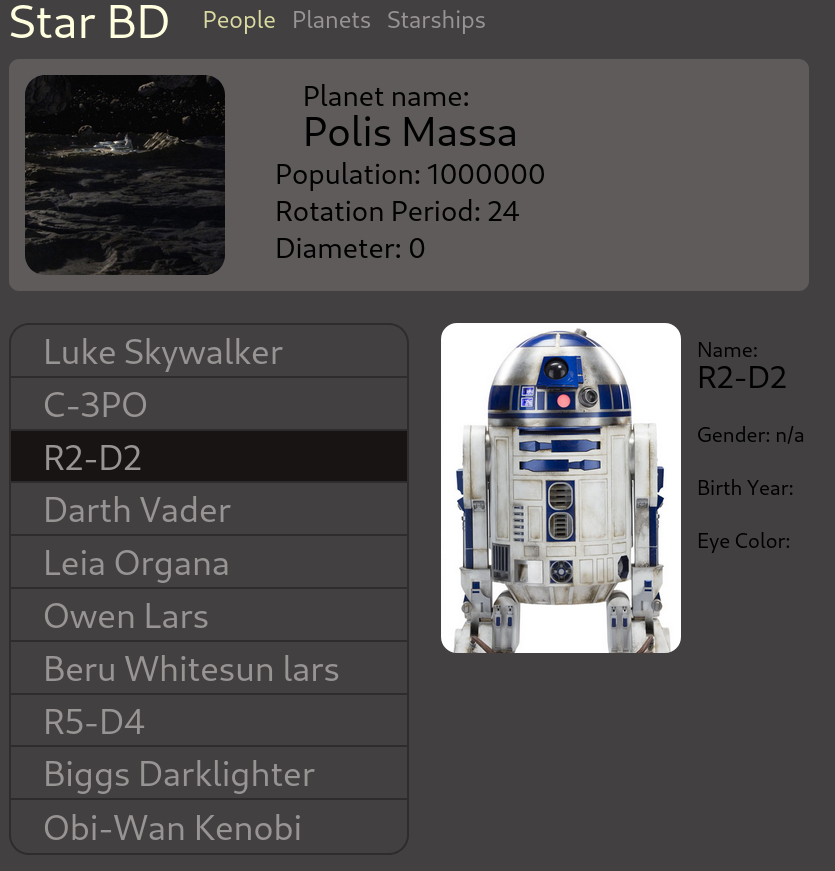 Star BD People Planets Starships
Planet name:
Polis Massa
Population: 1000000
Rotation Period: 24
Diameter: 0
Luke Skywalker
C-3PO
R2-D2
Darth Vader
Leia Organa
Owen Lars
Beru Whitesun lars
R5-D4
Biggs Darklighter
Obi-Wan Kenobi
Name:
R2-D2
Gender: n/a
Birth Year:
Eye Color: